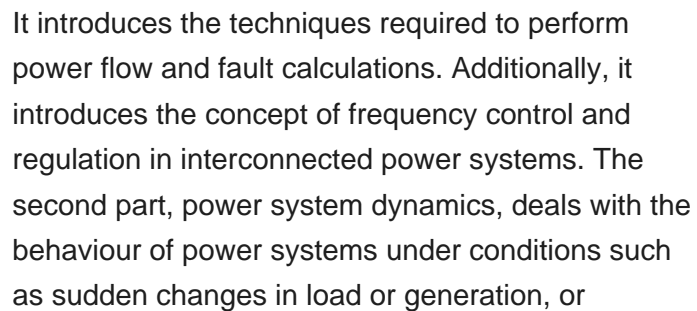 It introduces the techniques required to perform
power flow and fault calculations. Additionally, it
introduces the concept of frequency control and
regulation in interconnected power systems. The
second part, power system dynamics, deals with the
behaviour of power systems under conditions such
as sudden changes in load or generation, or